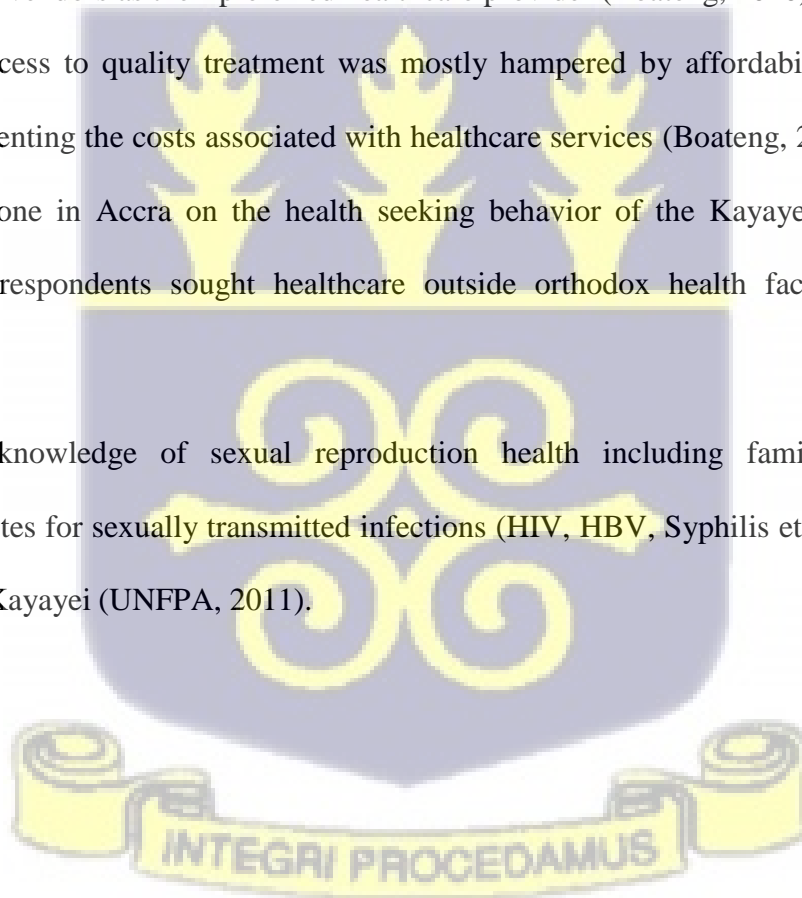 as
cess to quality treatment was mostly hampered by affordabi
enting the costs associated with healthcare services (Boateng, 2
one in Accra on the health seeking behavior of the Kayaye
respondents sought healthcare outside orthodox health fac
knowledge of sexual reproduction health including fami
tes for sexually transmitted infections (HIV, HBV, Syphilis et
Kayayei (UNFPA, 2011).
INTEGRI PROCEDAMUS